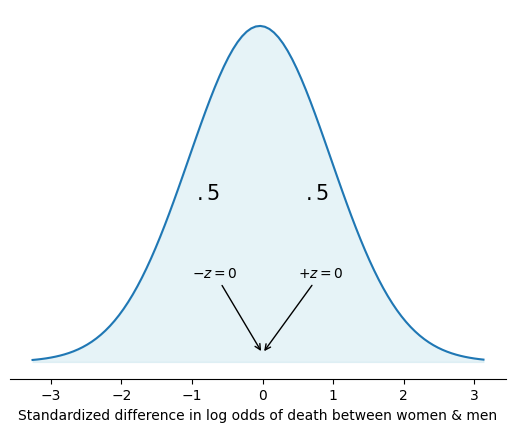 .5 .5
−z = 0 +z = 0
−3 −2 −1 0 1 2 3
Standardized difference in log odds of death between women & men